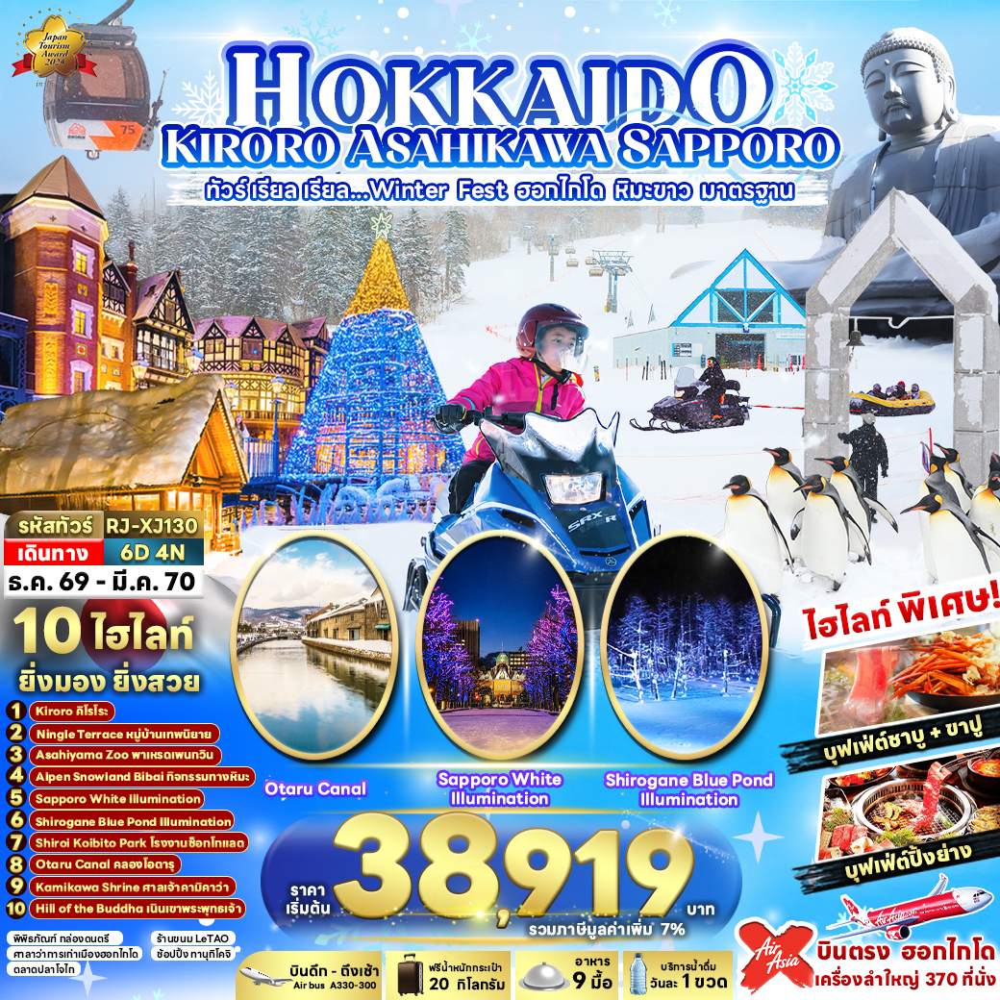 Japan
Tourism
Award
2024
75
HOKKAIDO
KIRORO ASAHIKAWA SAPPORO
ทัวร์ เรียล เรียล...Winter Fest ฮอกไกโด หิมะขาว มาตรฐาน
SRX
R
รหัสทัวร์ RJ-XJ130
เดินทาง 6D 4N
ธ.ค. 69 - มี.ค. 70
10 ไฮไลท์
ยิ่งมอง ยิ่งสวย
1 Kiroro คิโรโระ
2 Ningle Terrace หมู่บ้านเทพนิยาย
3 Asahiyama Zoo พาเหรดเพนกวิน
4 Alpen Snowland Bibai กิจกรรมทางหิมะ
5 Sapporo White Illumination
6 Shirogane Blue Pond Illumination
7 Shiroi Koibito Park โรงงานช็อกโกแลต
8 Otaru Canal คลองโอตารุ
9 Kamikawa Shrine ศาลเจ้าคามิคาว่า
10 Hill of the Buddha เนินเขาพระพุทธเจ้า
พิพิธภัณฑ์ กล่องดนตรี
ร้านขนม LeTAO
ศาลาว่าการเก่าเมืองฮอกไกโด
ช้อปปิ้ง ทานุกิโคจิ
ตลาดปลาโจไก
Otaru Canal
Sapporo White
Illumination
Shirogane Blue Pond
Illumination
ไฮไลท์ พิเศษ!
บุฟเฟ่ต์ชาบู + ขาปู
บุฟเฟ่ต์ปิ้งย่าง
ราคา
เริ่มต้น
38,919
บาท
รวมภาษีมูลค่าเพิ่ม 7%
บินดึก - ถึงเช้า
Air bus A330-300
ฟรีน้ำหนักกระเป๋า
20 กิโลกรัม
อาหาร
9 มื้อ
บริการน้ำดื่ม
วันละ 1 ขวด
AirAsia
X
Air
Asia
บินตรง ฮอกไกโด
เครื่องลำใหญ่ 370 ที่นั่ง